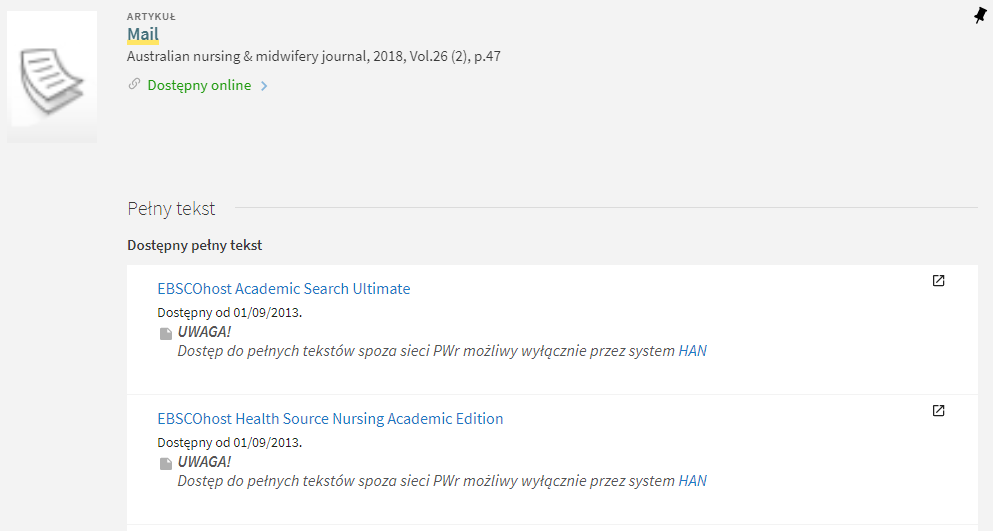 ARTYKUŁ
Mail
Australian nursing & midwifery journal, 2018, Vol.26 (2), p.47
Dostępny online
Pełny tekst
Dostępny pełny tekst
EBSCOhost Academic Search Ultimate
Dostępny od 01/09/2013.
UWAGA!
Dostęp do pełnych tekstów spoza sieci PWr możliwy wyłącznie przez system HAN
EBSCOhost Health Source Nursing Academic Edition
Dostępny od 01/09/2013.
UWAGA!
Dostęp do pełnych tekstów spoza sieci PWr możliwy wyłącznie przez system HAN